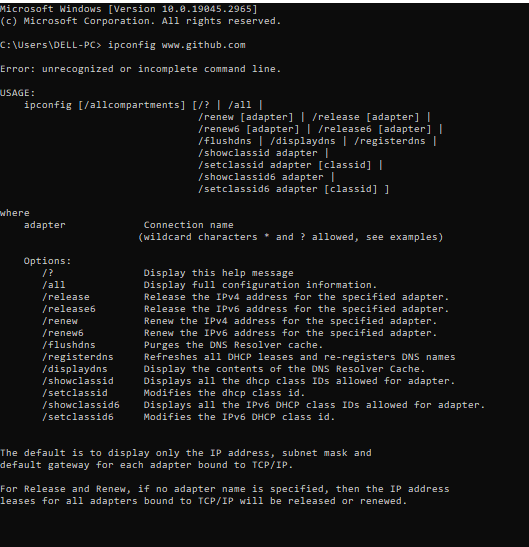 Microsoft Windows [Version 10.0.19045.2965]
(c) Microsoft Corporation. All rights reserved.
C:\Users\DELL-PC> ipconfig www.github.com
Error: unrecognized or incomplete command line.
USAGE:
ipconfig [/allcompartments] [/? | /all |
/renew [adapter] | /release [adapter] |
/renew6 [adapter] | /release6 [adapter] |
/flushdns | /displaydns | /registerdns |
/showclassid adapter |
/setclassid adapter [classid] |
/showclassid6 adapter |
/setclassid6 adapter [classid] ]
where
adapter Connection name
(wildcard characters * and ? allowed, see examples)
Options:
/? Display this help message
/all Display full configuration information.
/release Release the IPv4 address for the specified adapter.
/release6 Release the IPv6 address for the specified adapter.
/renew Renew the IPv4 address for the specified adapter.
/renew6 Renew the IPv6 address for the specified adapter.
/flushdns Purges the DNS Resolver cache.
/registerdns Refreshes all DHCP leases and re-registers DNS names
/displaydns Display the contents of the DNS Resolver Cache.
/showclassid Displays all the dhcp class IDs allowed for adapter.
/setclassid Modifies the dhcp class id.
/showclassid6 Displays all the IPv6 DHCP class IDs allowed for adapter.
/setclassid6 Modifies the IPv6 DHCP class id.
The default is to display only the IP address, subnet mask and
default gateway for each adapter bound to TCP/IP.
For Release and Renew, if no adapter name is specified, then the IP address
leases for all adapters bound to TCP/IP will be released or renewed.